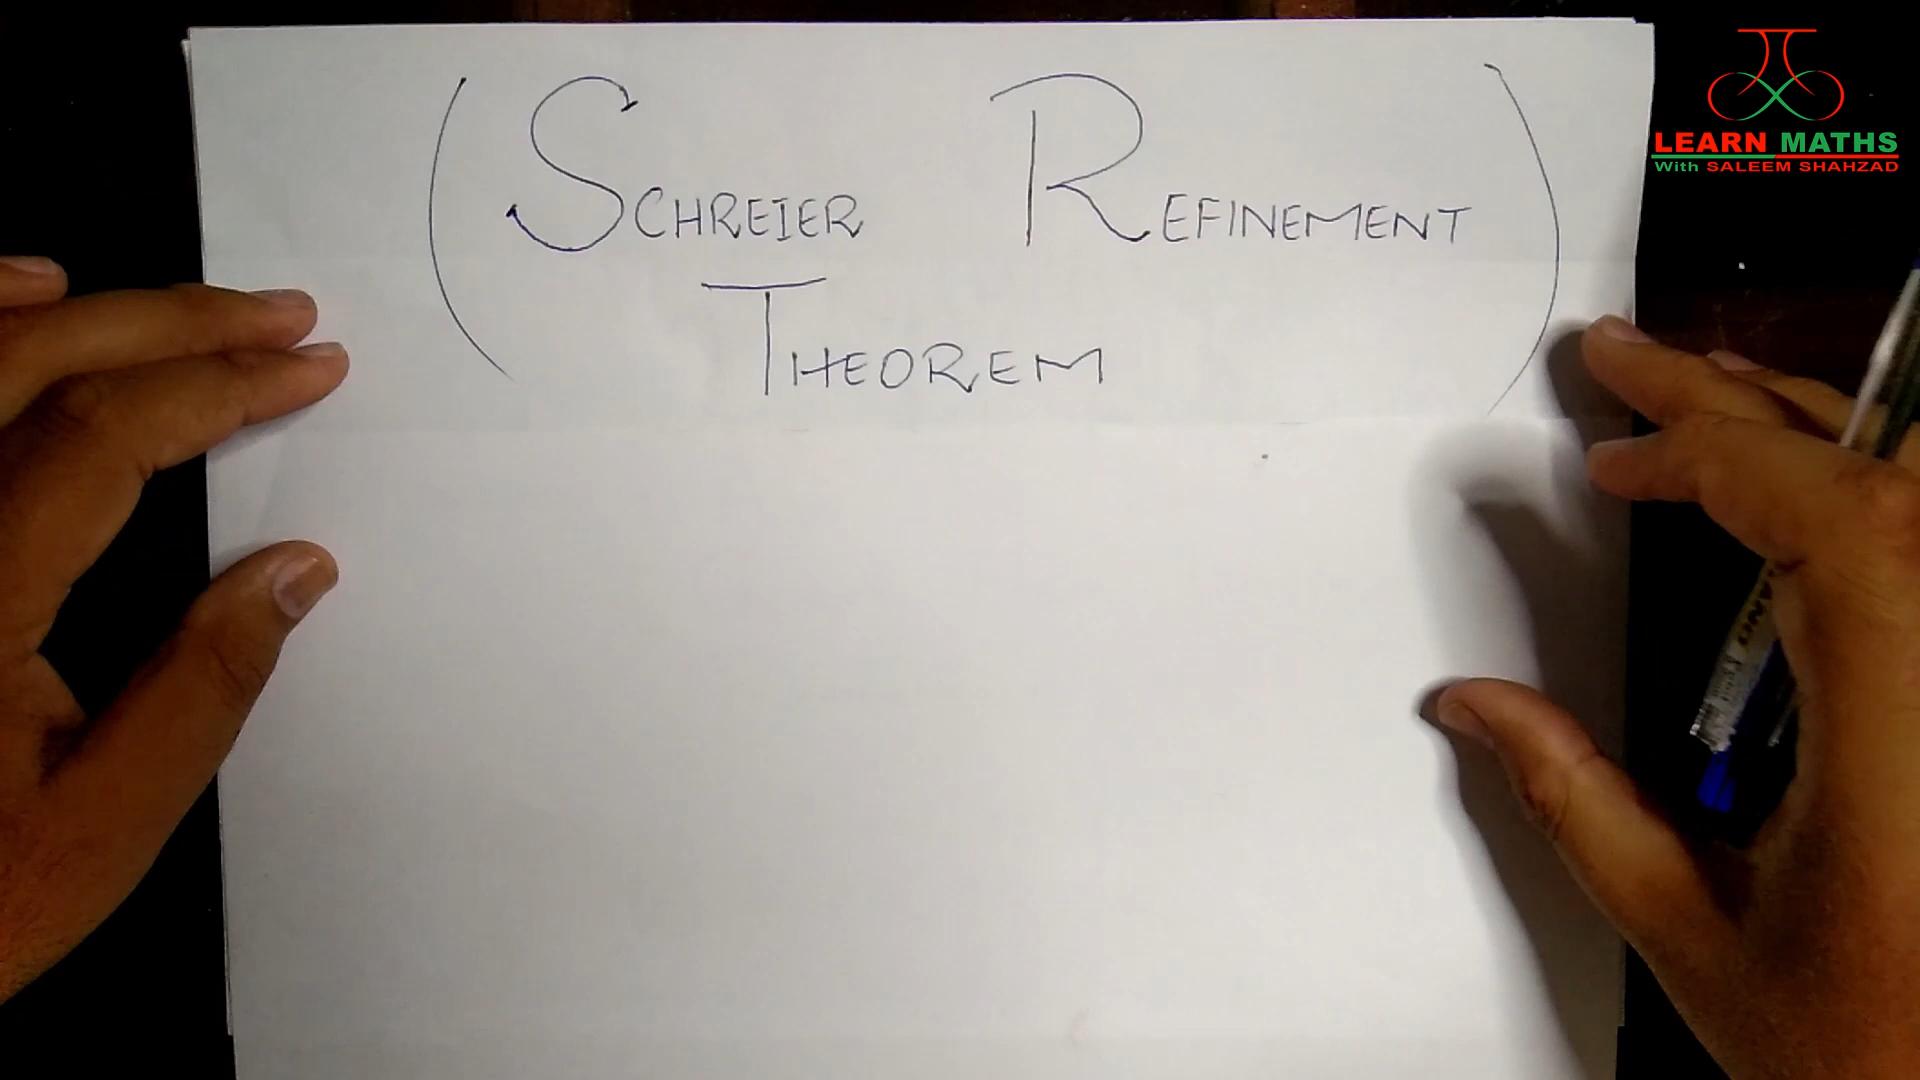 (SCHREIER REFINEMENT
THEOREM)
LEARN MATHS
With SALEEM SHAHZAD